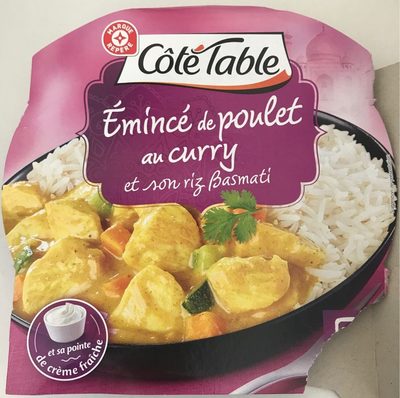 MARQUE
REPÈRE
Côté Table
Émincé de poulet
au curry
et son riz Basmati
et sa pointe
de crème fraîche